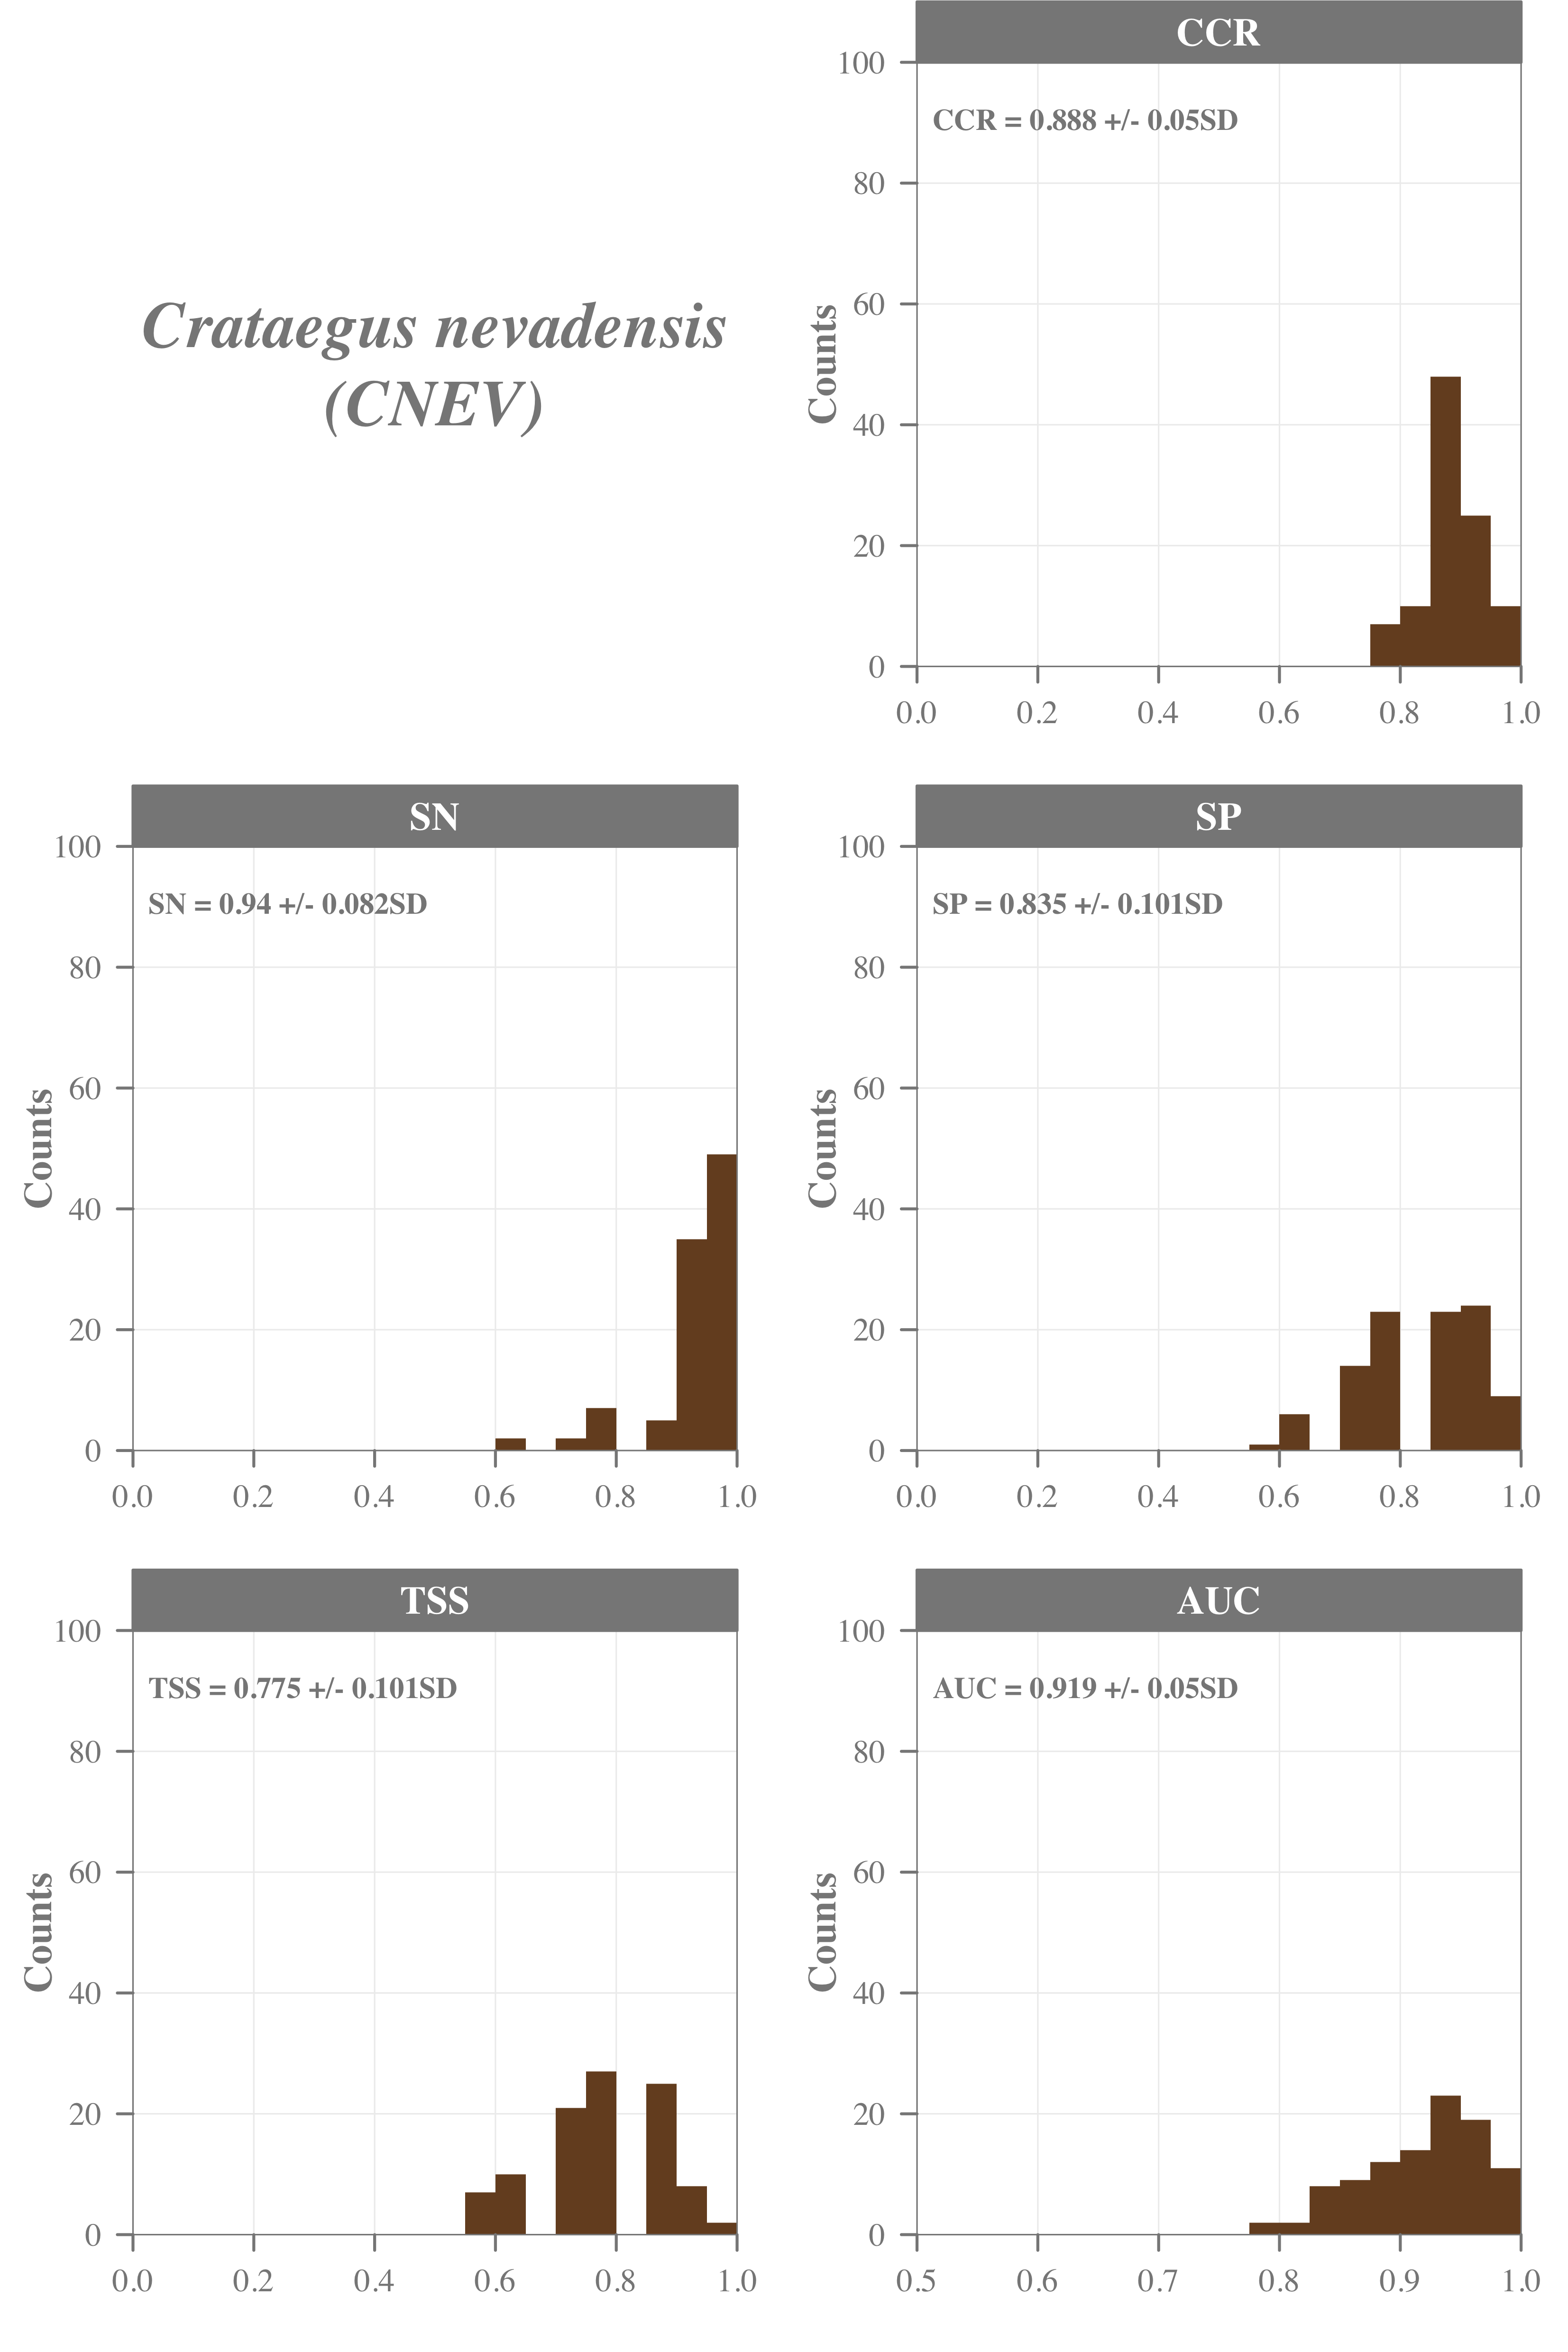 Crataegus nevadensis
(CNEV)
CCR
CCR = 0.888 +/- 0.05SD
Counts
100
80
60
40
20
0
0.0 0.2 0.4 0.6 0.8 1.0
SN
SN = 0.94 +/- 0.082SD
Counts
100
80
60
40
20
0
0.0 0.2 0.4 0.6 0.8 1.0
SP
SP = 0.835 +/- 0.101SD
Counts
100
80
60
40
20
0
0.0 0.2 0.4 0.6 0.8 1.0
TSS
TSS = 0.775 +/- 0.101SD
Counts
100
80
60
40
20
0
0.0 0.2 0.4 0.6 0.8 1.0
AUC
AUC = 0.919 +/- 0.05SD
Counts
100
80
60
40
20
0
0.5 0.6 0.7 0.8 0.9 1.0